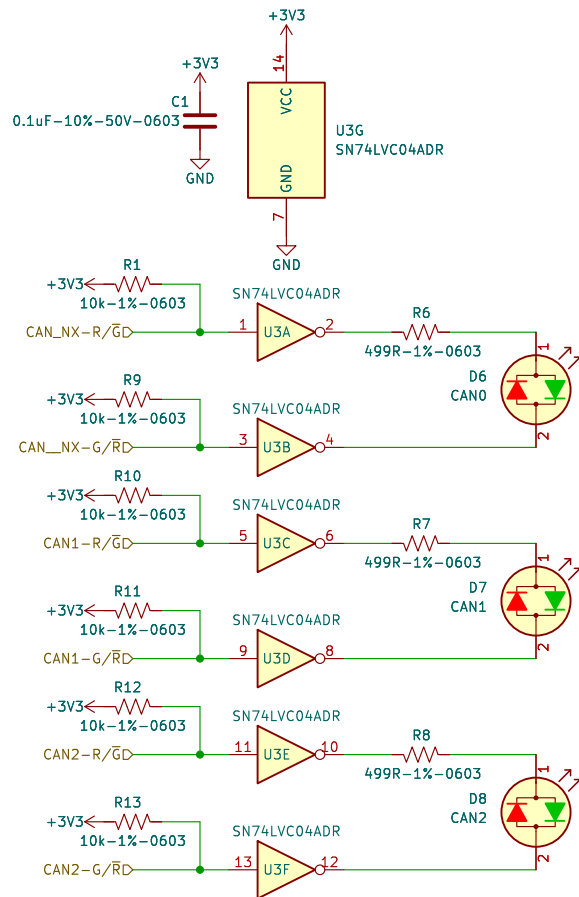 +3V3
+3V3
14
C1
VCC
0.1uF-10%-50V-0603
U3G
SN74LVC04ADR
GND
GND
7
GND
R1
+3V3
10k-1%-0603
SN74LVC04ADR
CAN_NX-R/G̅
1
U3A
2
R6
499R-1%-0603
1
D6
CAN0
2
R9
+3V3
10k-1%-0603
SN74LVC04ADR
CAN__NX-G/R̅
3
U3B
4
R10
+3V3
10k-1%-0603
SN74LVC04ADR
CAN1-R/G̅
5
U3C
6
R7
499R-1%-0603
1
D7
CAN1
2
R11
+3V3
10k-1%-0603
SN74LVC04ADR
CAN1-G/R̅
9
U3D
8
R12
+3V3
10k-1%-0603
SN74LVC04ADR
CAN2-R/G̅
11
U3E
10
R8
499R-1%-0603
1
D8
CAN2
2
R13
+3V3
10k-1%-0603
SN74LVC04ADR
CAN2-G/R̅
13
U3F
12